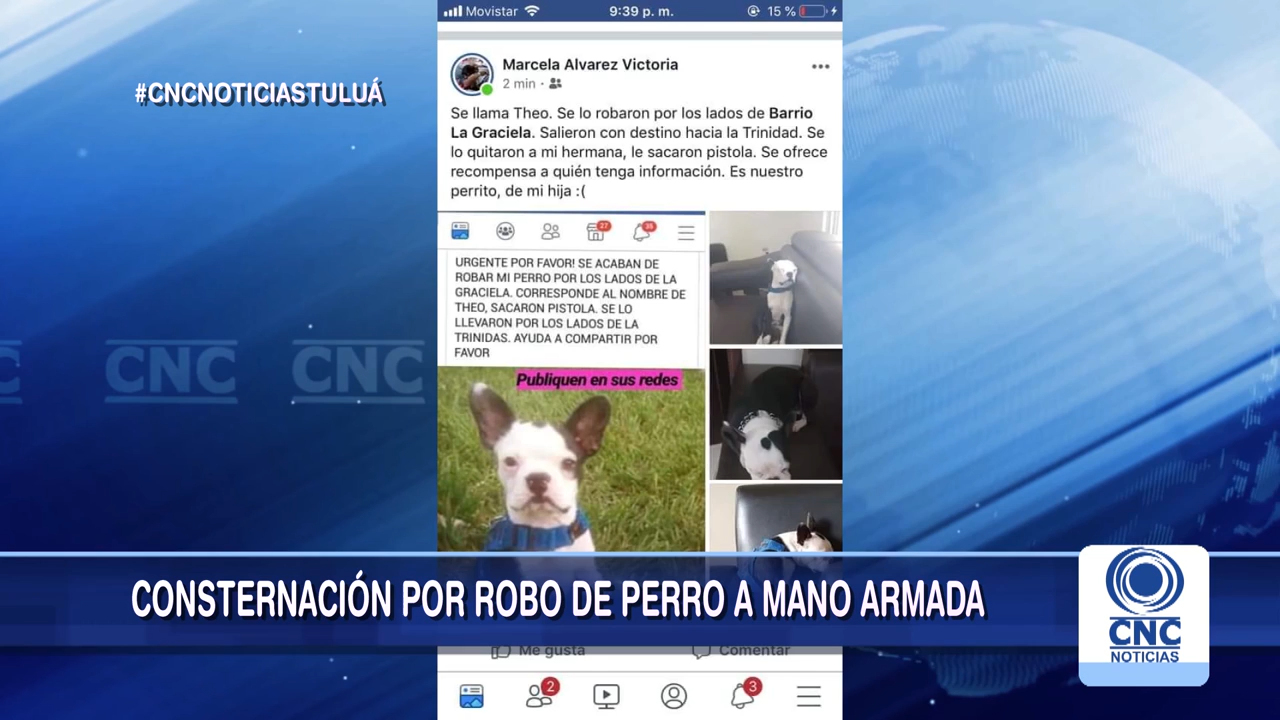 Movistar
9:39 p. m.
15 %
#CNCNOTICIASTULUÁ
Marcela Alvarez Victoria
2 min ·
Se llama Theo. Se lo robaron por los lados de Barrio
La Graciela. Salieron con destino hacia la Trinidad. Se
lo quitaron a mi hermana, le sacaron pistola. Se ofrece
recompensa a quién tenga información. Es nuestro
perrito, de mi hija :(
27
35
URGENTE POR FAVOR! SE ACABAN DE
ROBAR MI PERRO POR LOS LADOS DE LA
GRACIELA. CORRESPONDE AL NOMBRE DE
THEO, SACARON PISTOLA. SE LO
LLEVARON POR LOS LADOS DE LA
TRINIDAS. AYUDA A COMPARTIR POR
FAVOR
Publiquen en sus redes
CNC CNC
CONSTERNACIÓN POR ROBO DE PERRO A MANO ARMADA
CNC
NOTICIAS
Me gusta
Comentar
2
3